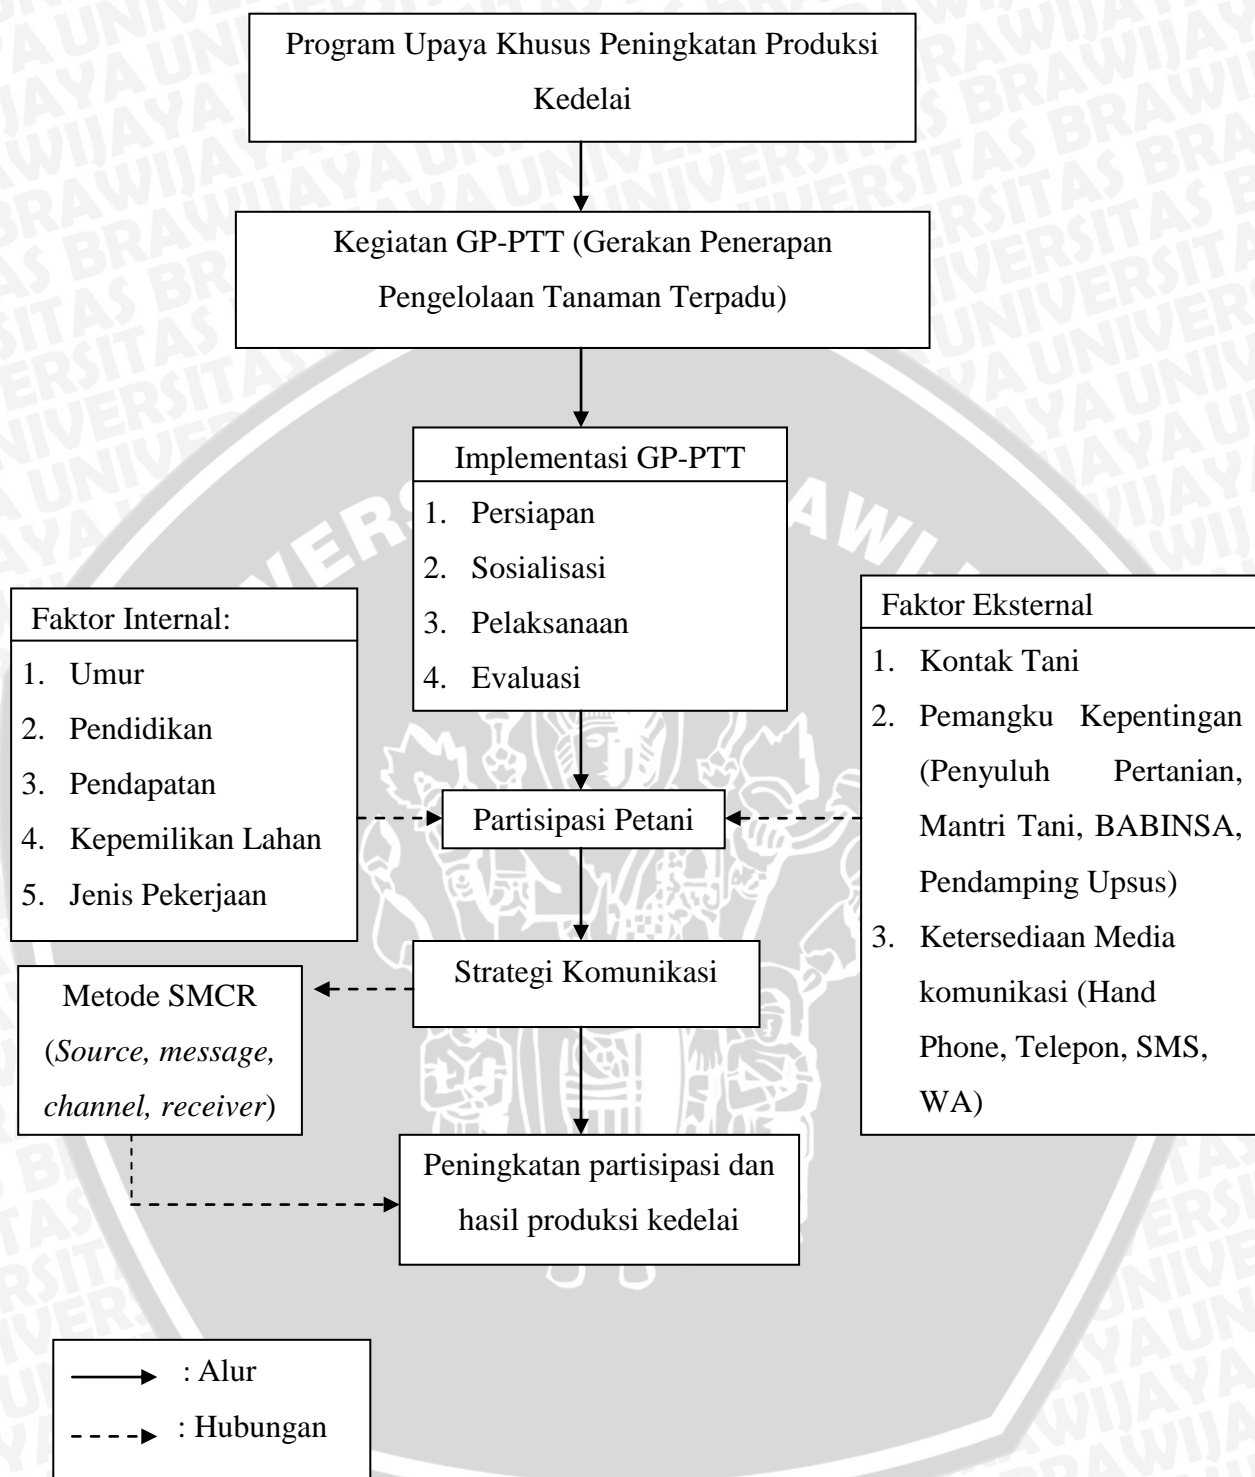 Program Upaya Khusus Peningkatan Produksi
Kedelai
Kegiatan GP-PTT (Gerakan Penerapan
Pengelolaan Tanaman Terpadu)
Implementasi GP-PTT
1. Persiapan
2. Sosialisasi
3. Pelaksanaan
4. Evaluasi
Faktor Internal:
1. Umur
2. Pendidikan
3. Pendapatan
4. Kepemilikan Lahan
5. Jenis Pekerjaan
Faktor Eksternal
1. Kontak Tani
2. Pemangku Kepentingan
(Penyuluh Pertanian,
Mantri Tani, BABINSA,
Pendamping Upsus)
3. Ketersediaan Media
komunikasi (Hand
Phone, Telepon, SMS,
WA)
Partisipasi Petani
Strategi Komunikasi
Metode SMCR
(Source, message,
channel, receiver)
Peningkatan partisipasi dan
hasil produksi kedelai
: Alur
: Hubungan